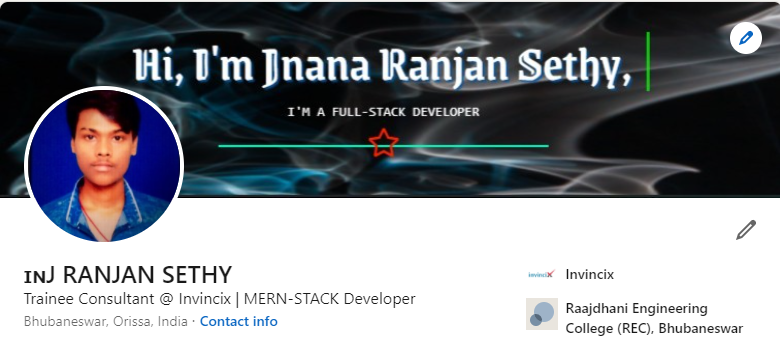 Hi, I'm Jnana Ranjan Sethy,
I'M A FULL-STACK DEVELOPER
ɪɴJ RANJAN SETHY
Trainee Consultant @ Invincix | MERN-STACK Developer
Bhubaneswar, Orissa, India · Contact info
invinciX
Invincix
Raajdhani Engineering
College (REC), Bhubaneswar